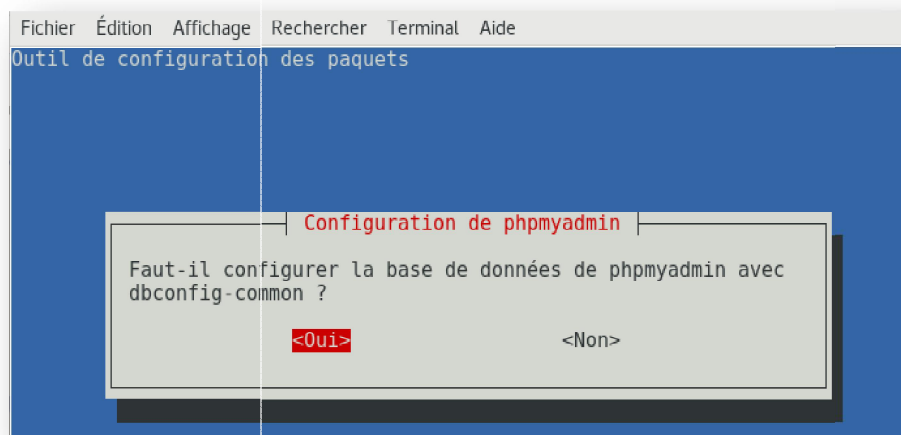 Fichier Édition Affichage Rechercher Terminal Aide
Outil de configuration des paquets
Configuration de phpmyadmin
Faut-il configurer la base de données de phpmyadmin avec
dbconfig-common ?
<Oui> <Non>